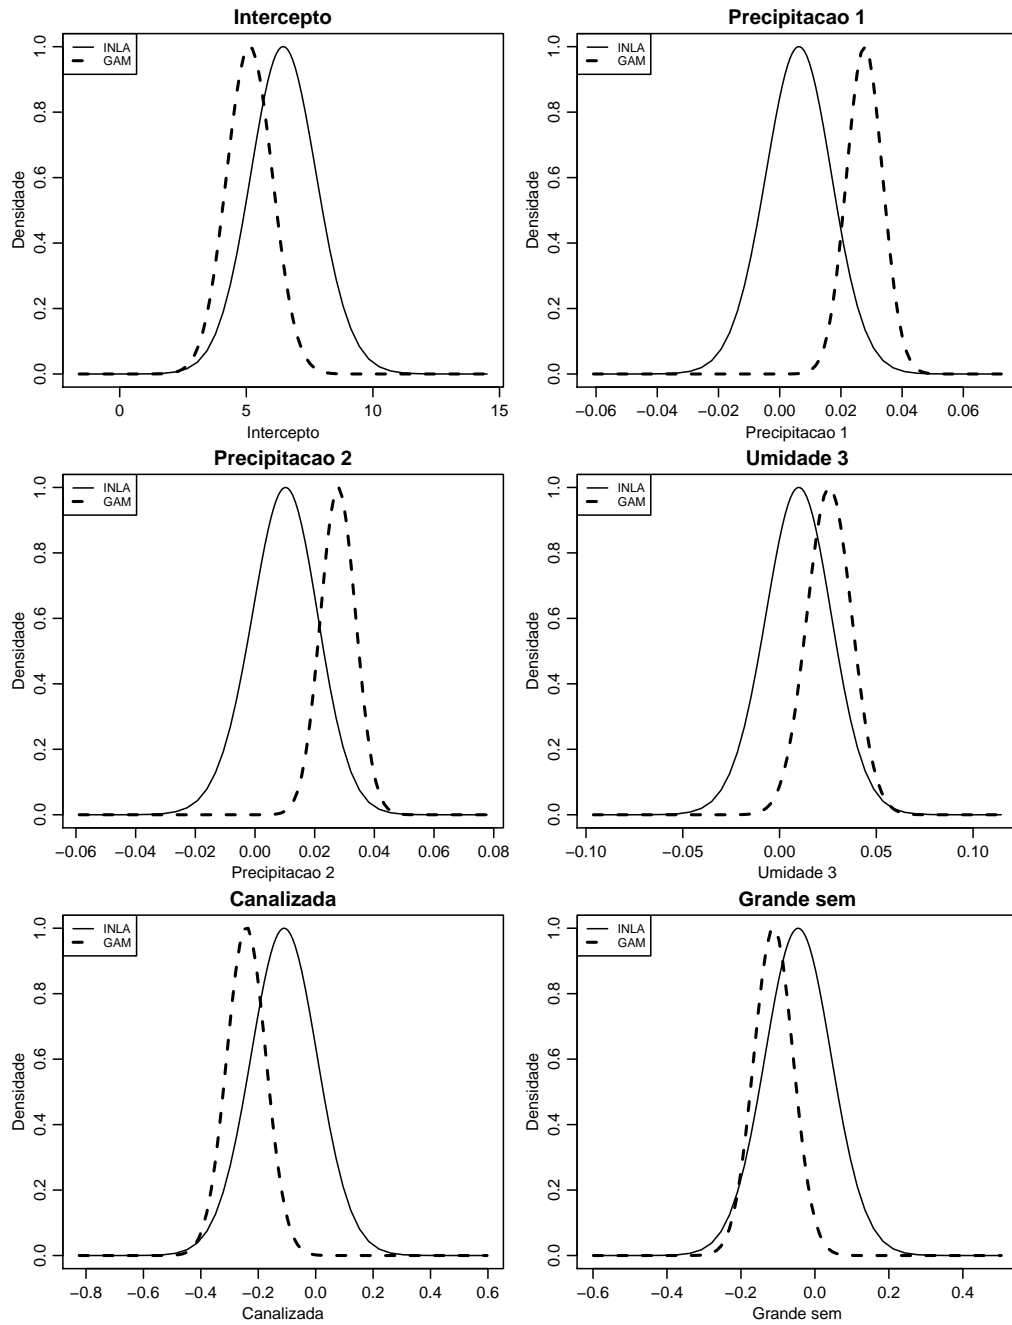 Intercepto
INLA
GAM
Densidade
0.0 0.2 0.4 0.6 0.8 1.0
0 5 10 15
Intercepto
Precipitacao 1
INLA
GAM
Densidade
0.0 0.2 0.4 0.6 0.8 1.0
−0.06 −0.04 −0.02 0.00 0.02 0.04 0.06
Precipitacao 1
Precipitacao 2
INLA
GAM
Densidade
0.0 0.2 0.4 0.6 0.8 1.0
−0.06 −0.04 −0.02 0.00 0.02 0.04 0.06 0.08
Precipitacao 2
Umidade 3
INLA
GAM
Densidade
0.0 0.2 0.4 0.6 0.8 1.0
−0.10 −0.05 0.00 0.05 0.10
Umidade 3
Canalizada
INLA
GAM
Densidade
0.0 0.2 0.4 0.6 0.8 1.0
−0.8 −0.6 −0.4 −0.2 0.0 0.2 0.4 0.6
Canalizada
Grande sem
INLA
GAM
Densidade
0.0 0.2 0.4 0.6 0.8 1.0
−0.6 −0.4 −0.2 0.0 0.2 0.4
Grande sem